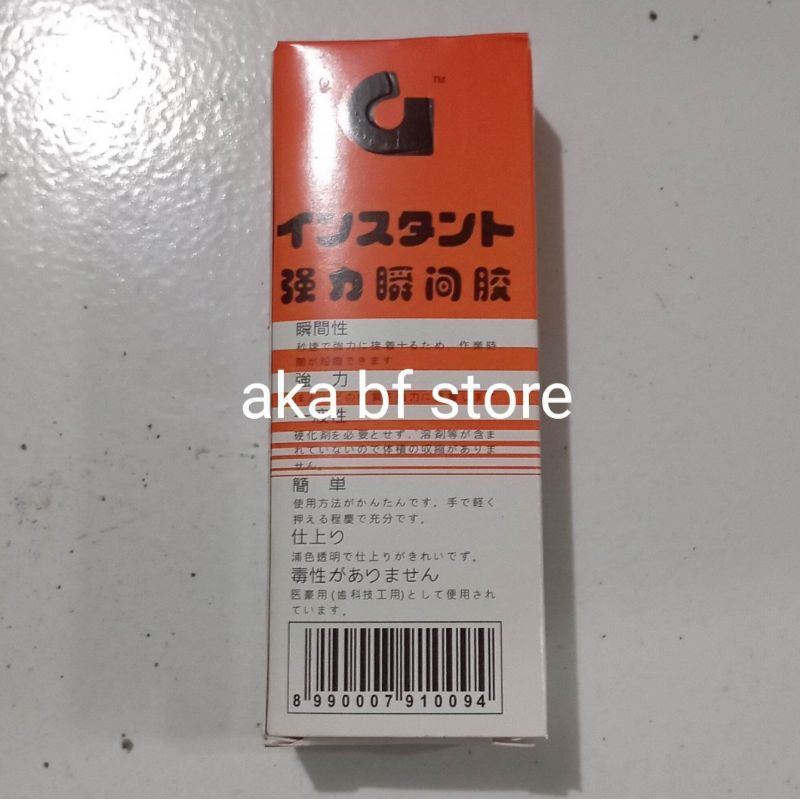 TM
インスタント
强力瞬间胶
瞬間性
秒速で強力に接着するため、作業時
間が短縮できます
強 力
aka bf store
一液性
硬化剤を必要とせず、溶剤等が含ま
れていないので体積の収縮がありま
せん。
簡 単
使用方法がかんたんです。手で軽く
押える程慶で充分です。
仕上り
浦色透明で仕上りがきれいでず。
毒性がありません
医豪用(歯科技工用)として使用され
ています。
8 990007 910094